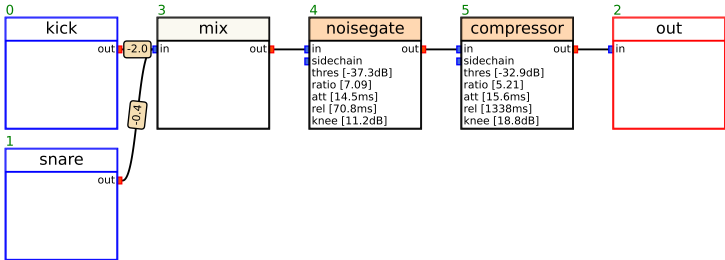 0
kick
out
-2.0
3
mix
in
out
4
noisegate
in
out
sidechain
thres [-37.3dB]
ratio [7.09]
att [14.5ms]
rel [70.8ms]
knee [11.2dB]
5
compressor
in
out
sidechain
thres [-32.9dB]
ratio [5.21]
att [15.6ms]
rel [1338ms]
knee [18.8dB]
2
out
in
-0.4
1
snare
out